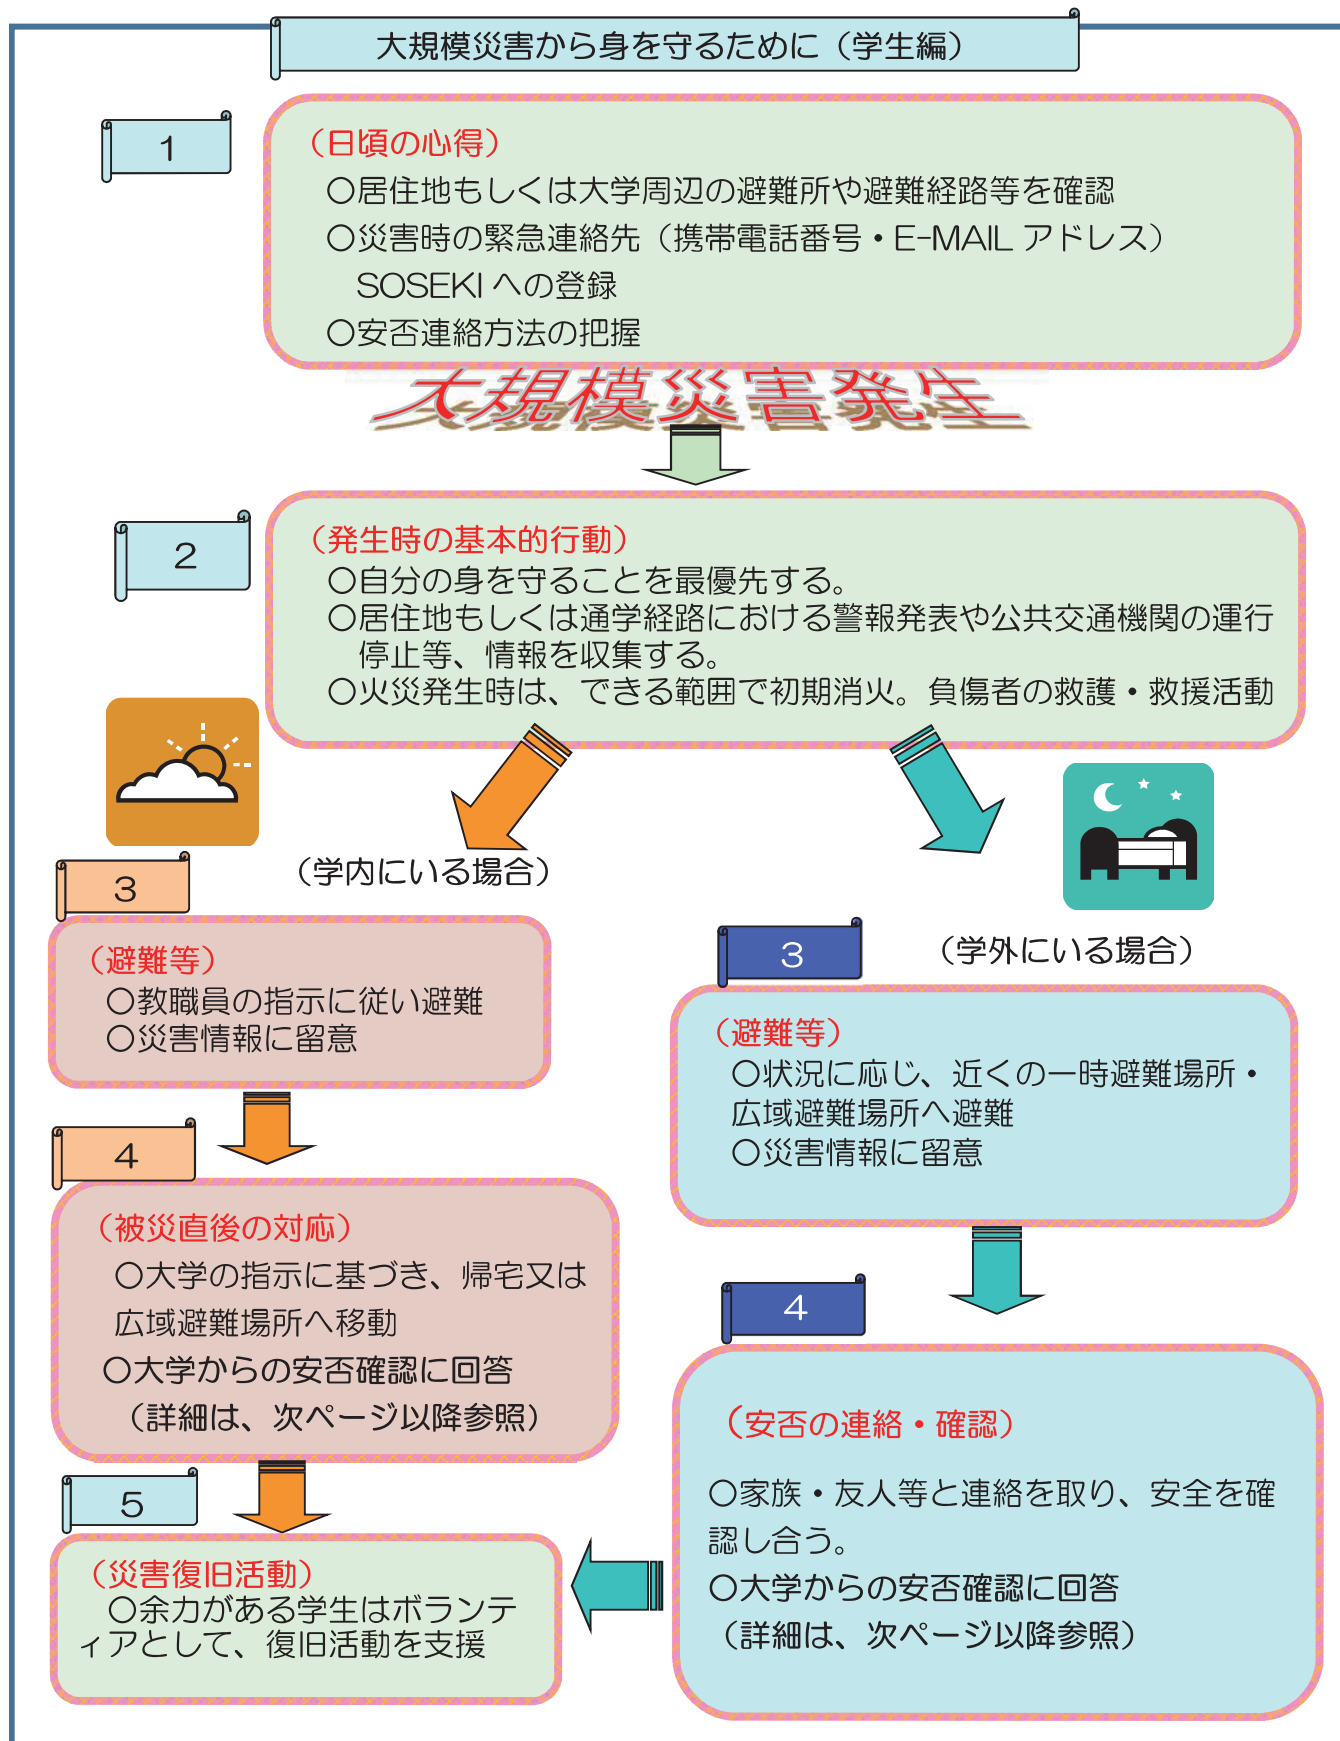 大規模災害から身を守るために（学生編）
1
（日頃の心得）
〇居住地もしくは大学周辺の避難所や避難経路等を確認
〇災害時の緊急連絡先（携帯電話番号・E-MAIL アドレス）
SOSEKI への登録
〇安否連絡方法の把握
大規模災害発生
2
（発生時の基本的行動）
〇自分の身を守ることを最優先する。
〇居住地もしくは通学経路における警報発表や公共交通機関の運行
停止等、情報を収集する。
〇火災発生時は、できる範囲で初期消火。負傷者の救護・救援活動
（学内にいる場合）
3
（避難等）
〇教職員の指示に従い避難
〇災害情報に留意
4
（被災直後の対応）
〇大学の指示に基づき、帰宅又は
広域避難場所へ移動
〇大学からの安否確認に回答
（詳細は、次ページ以降参照）
（学外にいる場合）
3
（避難等）
〇状況に応じ、近くの一時避難場所・
広域避難場所へ避難
〇災害情報に留意
4
（安否の連絡・確認）
〇家族・友人等と連絡を取り、安全を確
認し合う。
〇大学からの安否確認に回答
（詳細は、次ページ以降参照）
5
（災害復旧活動）
〇余力がある学生はボランテ
ィアとして、復旧活動を支援